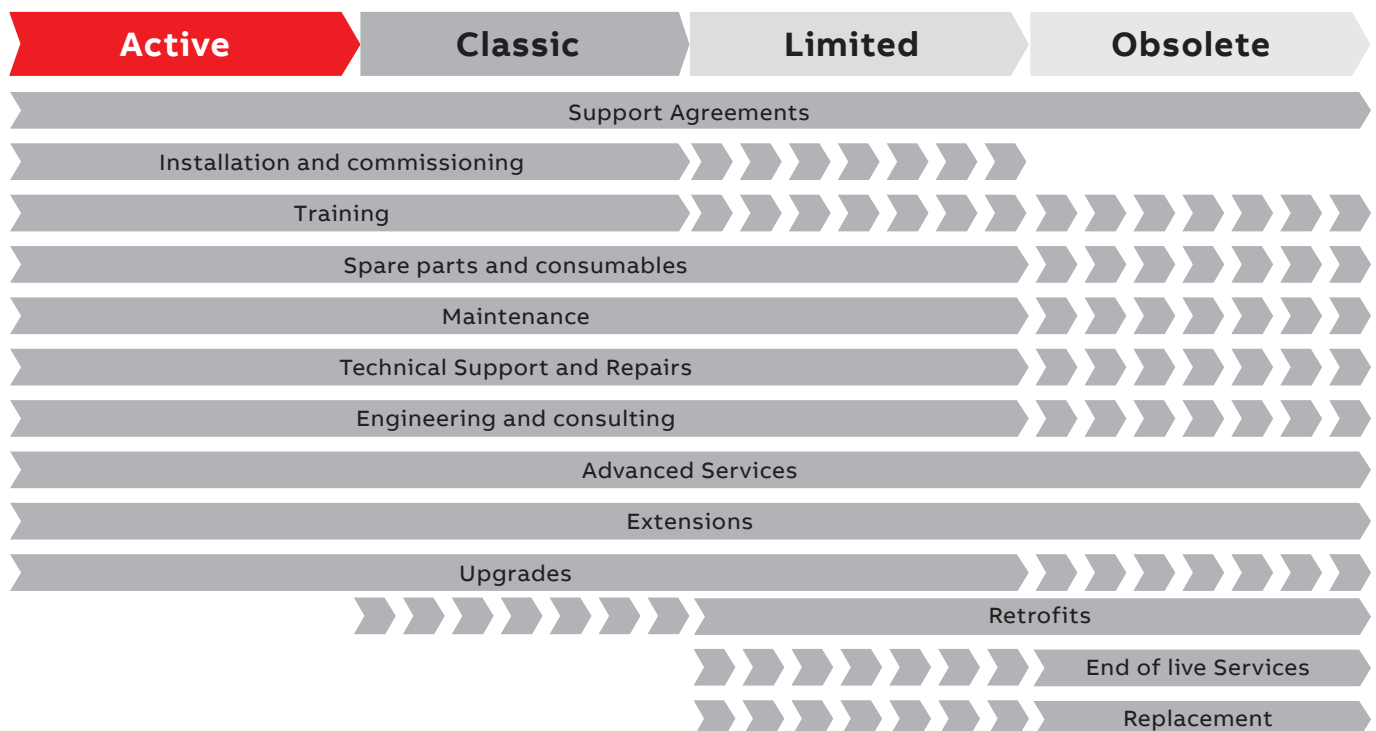 Active Classic Limited Obsolete
Support Agreements
Installation and commissioning
Training
Spare parts and consumables
Maintenance
Technical Support and Repairs
Engineering and consulting
Advanced Services
Extensions
Upgrades
Retrofits
End of live Services
Replacement